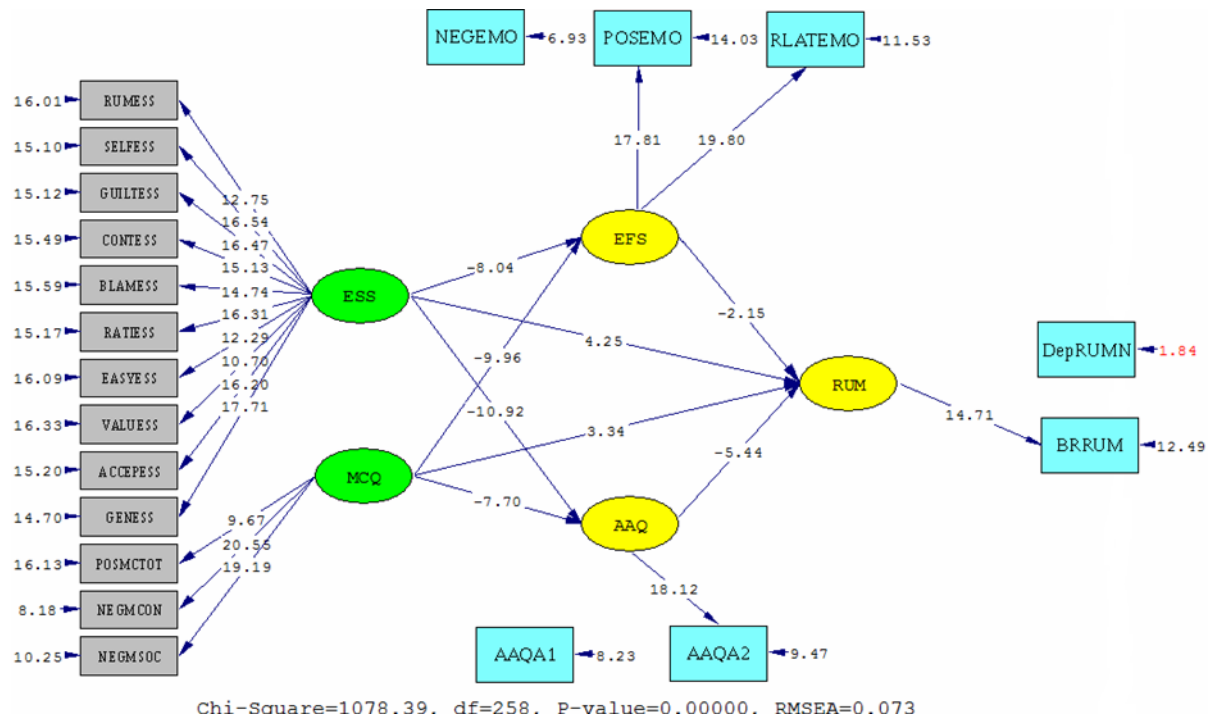 NEGEMO 6.93 POSEMO 14.03 RLATEMO 11.53
16.01 RUMESS
15.10 SELFESS
15.12 GUILTESS
15.49 CONTESS
15.59 BLAMESS
15.17 RATIESS
16.09 EASYESS
16.33 VALUESS
15.20 ACCEPESS
14.70 GENESS
16.13 POSMCTOT
8.18 NEGMCON
10.25 NEGMSOC
12.75
16.54
16.47
15.13
14.74
16.31
12.29
10.70
16.20
17.71
9.67
20.55
19.19
ESS
MCQ
17.81 19.80
EFS
-8.04
-2.15
4.25
-9.96
-10.92
3.34
-5.44
-7.70
AAQ
RUM
DepRUMN 1.84
14.71
BRRUM 12.49
18.12
AAQA1 8.23 AAQA2 9.47
Chi-Square=1078.39, df=258, P-value=0.00000, RMSEA=0.073